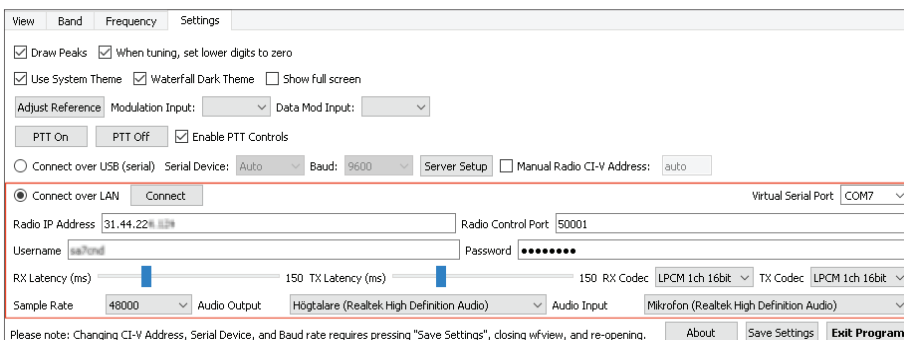 View Band Frequency Settings
Draw Peaks When tuning, set lower digits to zero
Use System Theme Waterfall Dark Theme Show full screen
Adjust Reference Modulation Input: Data Mod Input:
PTT On PTT Off Enable PTT Controls
Connect over USB (serial) Serial Device: Auto Baud: 9600 Server Setup Manual Radio CI-V Address: auto
Connect over LAN Connect Virtual Serial Port COM7
Radio IP Address 31.44.22 Radio Control Port 50001
Username Password ●●●●●●●●
RX Latency (ms) 150 TX Latency (ms) 150 RX Codec LPCM 1ch 16bit TX Codec LPCM 1ch 16bit
Sample Rate 48000 Audio Output Högtalare (Realtek High Definition Audio) Audio Input Mikrofon (Realtek High Definition Audio)
Please note: Changing CI-V Address, Serial Device, and Baud rate requires pressing "Save Settings", closing wfview, and re-opening. About Save Settings Exit Program